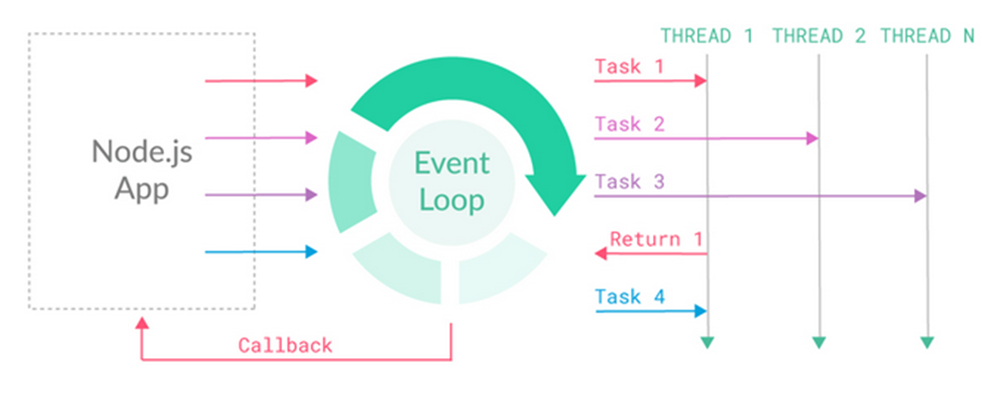 THREAD 1 THREAD 2 THREAD N
Task 1
Task 2
Node.js
App
Event
Loop
Task 3
Return 1
Task 4
Callback